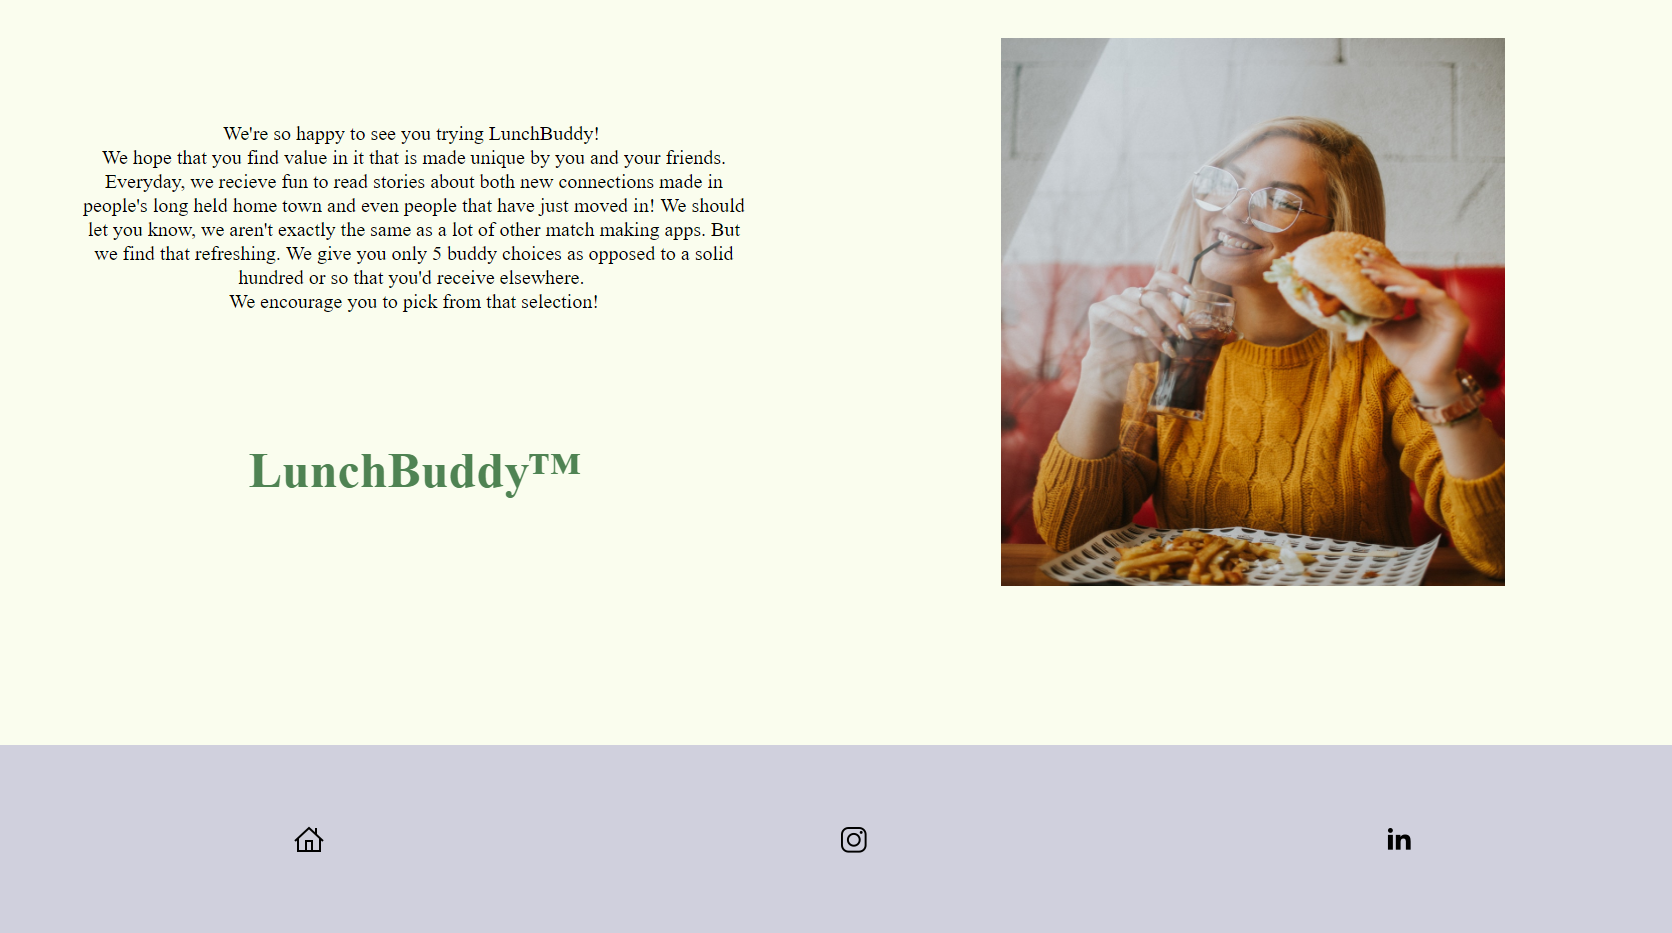 We're so happy to see you trying LunchBuddy!
We hope that you find value in it that is made unique by you and your friends.
Everyday, we recieve fun to read stories about both new connections made in
people's long held home town and even people that have just moved in! We should
let you know, we aren't exactly the same as a lot of other match making apps. But
we find that refreshing. We give you only 5 buddy choices as opposed to a solid
hundred or so that you'd receive elsewhere.
We encourage you to pick from that selection!
LunchBuddy™
in